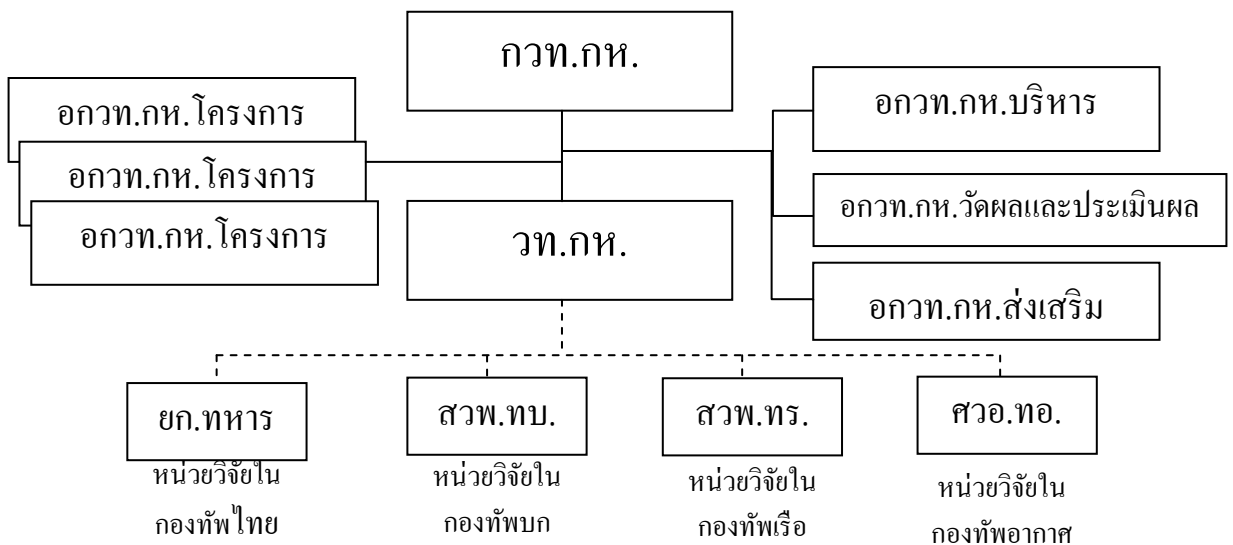 กวท.กห.
อกวท.กห.โครงการ
อกวท.กห.โครงการ
อกวท.กห.โครงการ
อกวท.กห.บริหาร
อกวท.กห.วัดผลและประเมินผล
อกวท.กห.ส่งเสริม
วท.กห.
ยก.ทหาร
หน่วยวิจัยใน
กองทัพไทย
สวพ.ทบ.
หน่วยวิจัยใน
กองทัพบก
สวพ.ทร.
หน่วยวิจัยใน
กองทัพเรือ
ศวอ.ทอ.
หน่วยวิจัยใน
กองทัพอากาศ